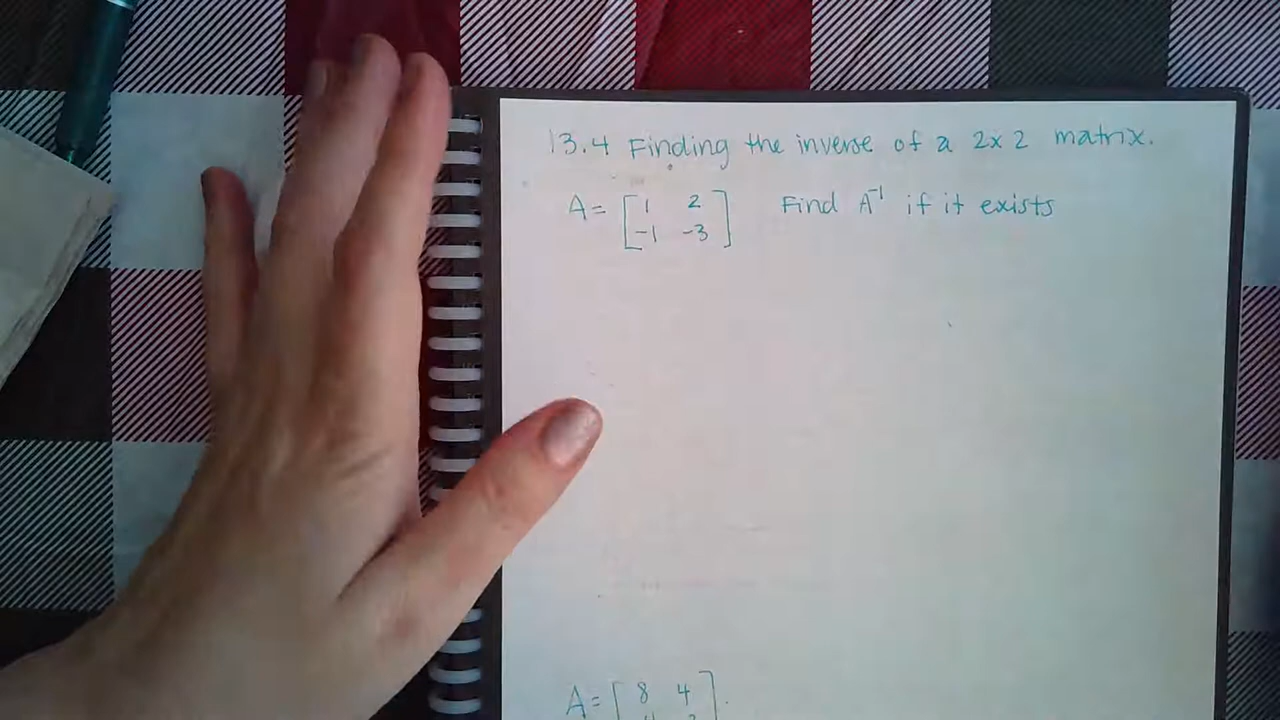 13.4 Finding the inverse of a 2x2 matrix.
A = [ 1 2 Find A⁻¹ if it exists
-1 -3 ]
A = [ 8 4 ]